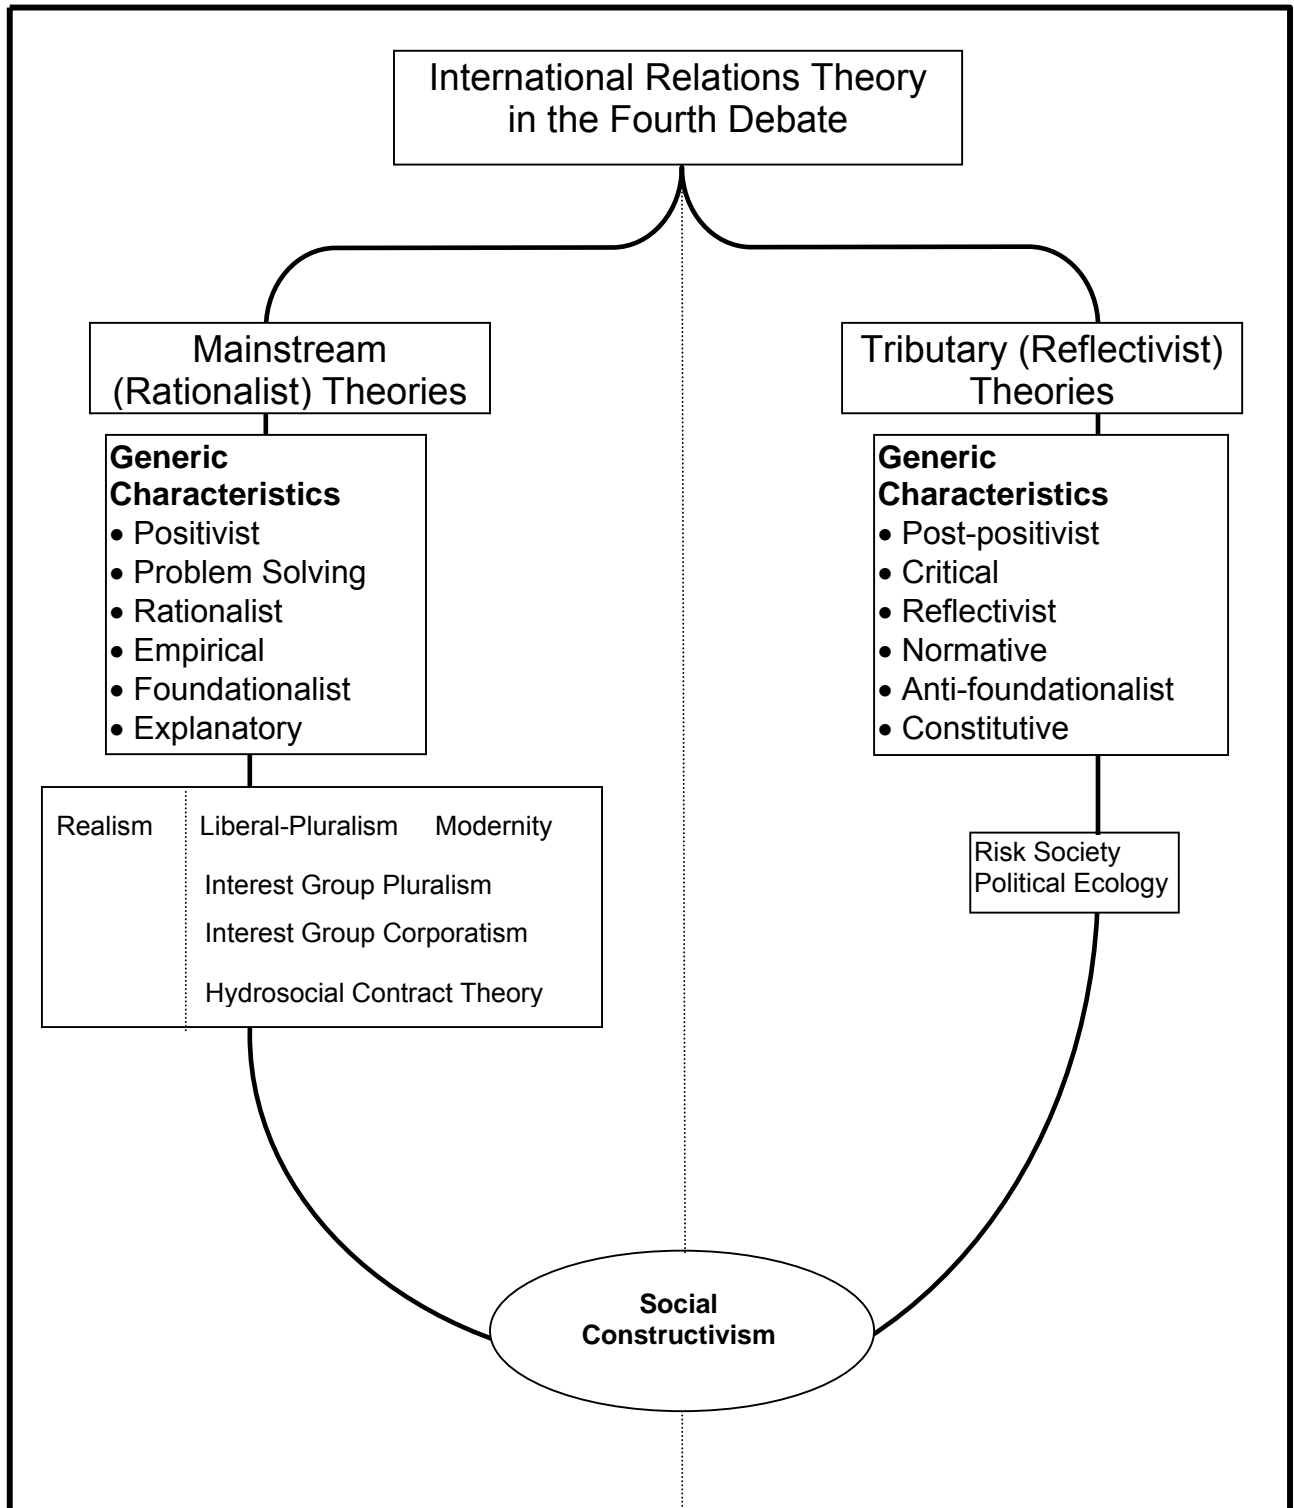 International Relations Theory
in the Fourth Debate
Mainstream
(Rationalist) Theories
Generic
Characteristics
• Positivist
• Problem Solving
• Rationalist
• Empirical
• Foundationalist
• Explanatory
Realism
Liberal-Pluralism Modernity
Interest Group Pluralism
Interest Group Corporatism
Hydrosocial Contract Theory
Tributary (Reflectivist)
Theories
Generic
Characteristics
• Post-positivist
• Critical
• Reflectivist
• Normative
• Anti-foundationalist
• Constitutive
Risk Society
Political Ecology
Social
Constructivism